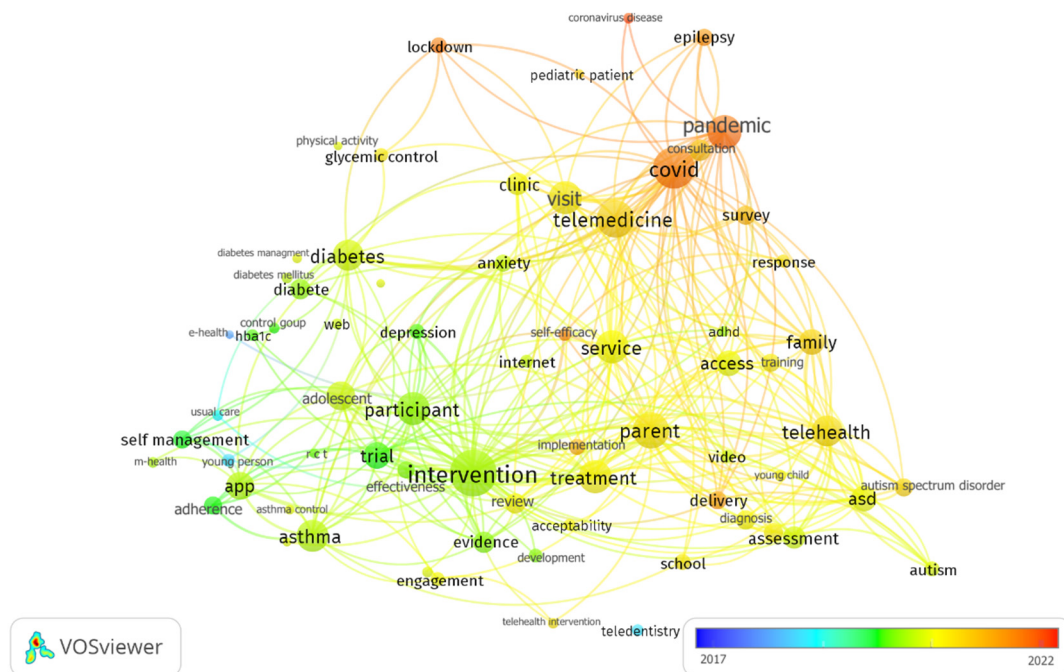 coronavirus disease
epilepsy
lockdown
pediatric patient
pandemic
physical activity
consultation
glycemic control
covid
clinic
visit
telemedicine
survey
diabetes managment
diabetes
anxiety
response
diabetes mellitus
diabete
control goup
web
e-health
hba1c
depression
self-efficacy
adhd
service
family
internet
access
training
adolescent
usual care
participant
self management
parent
telehealth
implementation
r c t
trial
video
m-health
young person
intervention
young child
app
effectiveness
treatment
autism spectrum disorder
review
delivery
asd
adherence
asthma control
diagnosis
acceptability
asthma
evidence
assessment
development
school
autism
engagement
telehealth intervention
teledentistry
VOSviewer
2017
2022